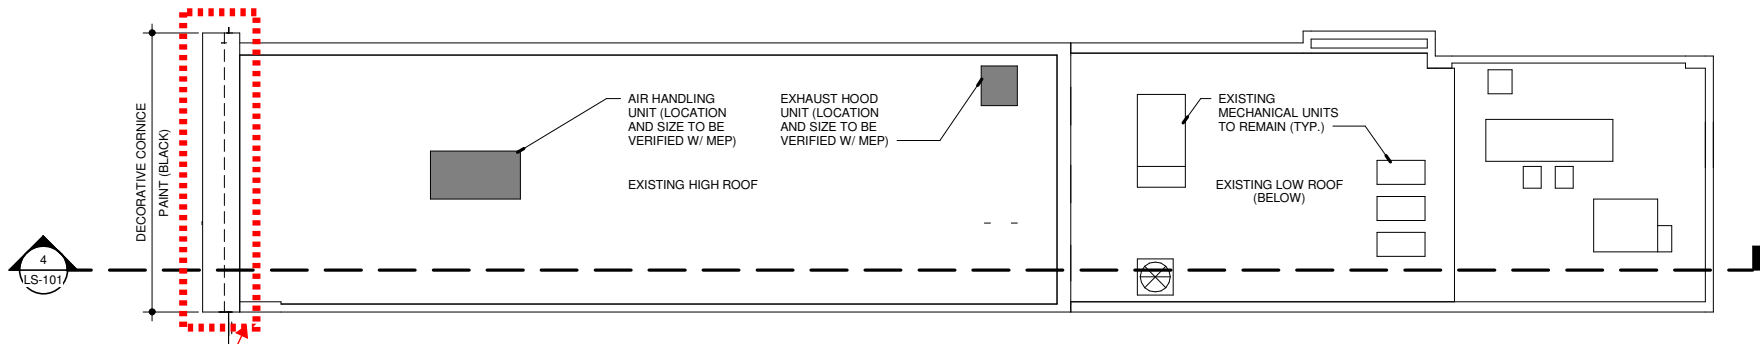 DECORATIVE CORNICE
PAINT (BLACK)
4
LS-101
AIR HANDLING
UNIT (LOCATION
AND SIZE TO BE
VERIFIED W/ MEP)
EXISTING HIGH ROOF
EXHAUST HOOD
UNIT (LOCATION
AND SIZE TO BE
VERIFIED W/ MEP)
EXISTING
MECHANICAL UNITS
TO REMAIN (TYP.)
EXISTING LOW ROOF
(BELOW)